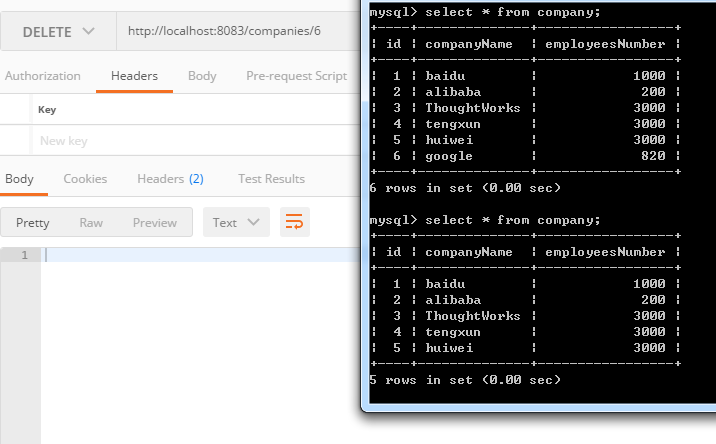 DELETE http://localhost:8083/companies/6
Authorization Headers Body Pre-request Script
Key
New key
Body Cookies Headers (2) Test Results
Pretty Raw Preview Text
1
mysql> select * from company;
+----+--------------+-----------------+
| id | companyName  | employeesNumber |
+----+--------------+-----------------+
|  1 | baidu        |            1000 |
|  2 | alibaba      |             200 |
|  3 | ThoughtWorks |            3000 |
|  4 | tengxun      |            3000 |
|  5 | huiwei       |            3000 |
|  6 | google       |             820 |
+----+--------------+-----------------+
6 rows in set (0.00 sec)
mysql> select * from company;
+----+--------------+-----------------+
| id | companyName  | employeesNumber |
+----+--------------+-----------------+
|  1 | baidu        |            1000 |
|  2 | alibaba      |             200 |
|  3 | ThoughtWorks |            3000 |
|  4 | tengxun      |            3000 |
|  5 | huiwei       |            3000 |
+----+--------------+-----------------+
5 rows in set (0.00 sec)